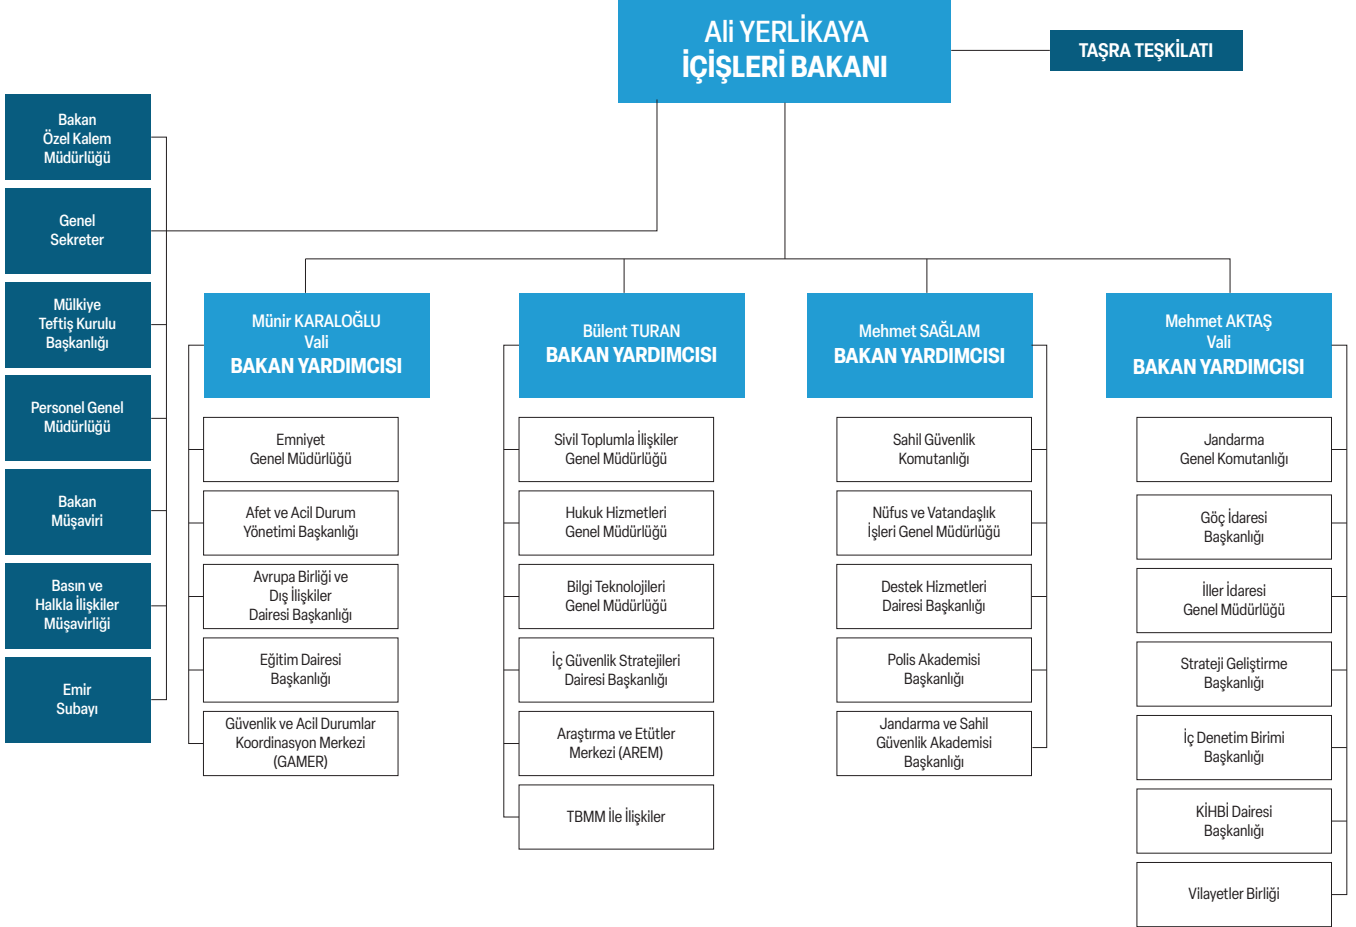 Ali YERLİKAYA
İÇİŞLERİ BAKANI
TAŞRA TEŞKİLATI
Bakan
Özel Kalem
Müdürlüğü
Genel
Sekreter
Mülkiye
Teftiş Kurulu
Başkanlığı
Personel Genel
Müdürlüğü
Bakan
Müşaviri
Basın ve
Halkla İlişkiler
Müşavirliği
Emir
Subayı
Münir KARALOĞLU
Vali
BAKAN YARDIMCISI
Emniyet
Genel Müdürlüğü
Afet ve Acil Durum
Yönetimi Başkanlığı
Avrupa Birliği ve
Dış İlişkiler
Dairesi Başkanlığı
Eğitim Dairesi
Başkanlığı
Güvenlik ve Acil Durumlar
Koordinasyon Merkezi
(GAMER)
Bülent TURAN
BAKAN YARDIMCISI
Sivil Toplumla İlişkiler
Genel Müdürlüğü
Hukuk Hizmetleri
Genel Müdürlüğü
Bilgi Teknolojileri
Genel Müdürlüğü
İç Güvenlik Stratejileri
Dairesi Başkanlığı
Araştırma ve Etütler
Merkezi (AREM)
TBMM İle İlişkiler
Mehmet SAĞLAM
BAKAN YARDIMCISI
Sahil Güvenlik
Komutanlığı
Nüfus ve Vatandaşlık
İşleri Genel Müdürlüğü
Destek Hizmetleri
Dairesi Başkanlığı
Polis Akademisi
Başkanlığı
Jandarma ve Sahil
Güvenlik Akademisi
Başkanlığı
Mehmet AKTAŞ
Vali
BAKAN YARDIMCISI
Jandarma
Genel Komutanlığı
Göç İdaresi
Başkanlığı
İller İdaresi
Genel Müdürlüğü
Strateji Geliştirme
Başkanlığı
İç Denetim Birimi
Başkanlığı
KİHBİ Dairesi
Başkanlığı
Vilayetler Birliği